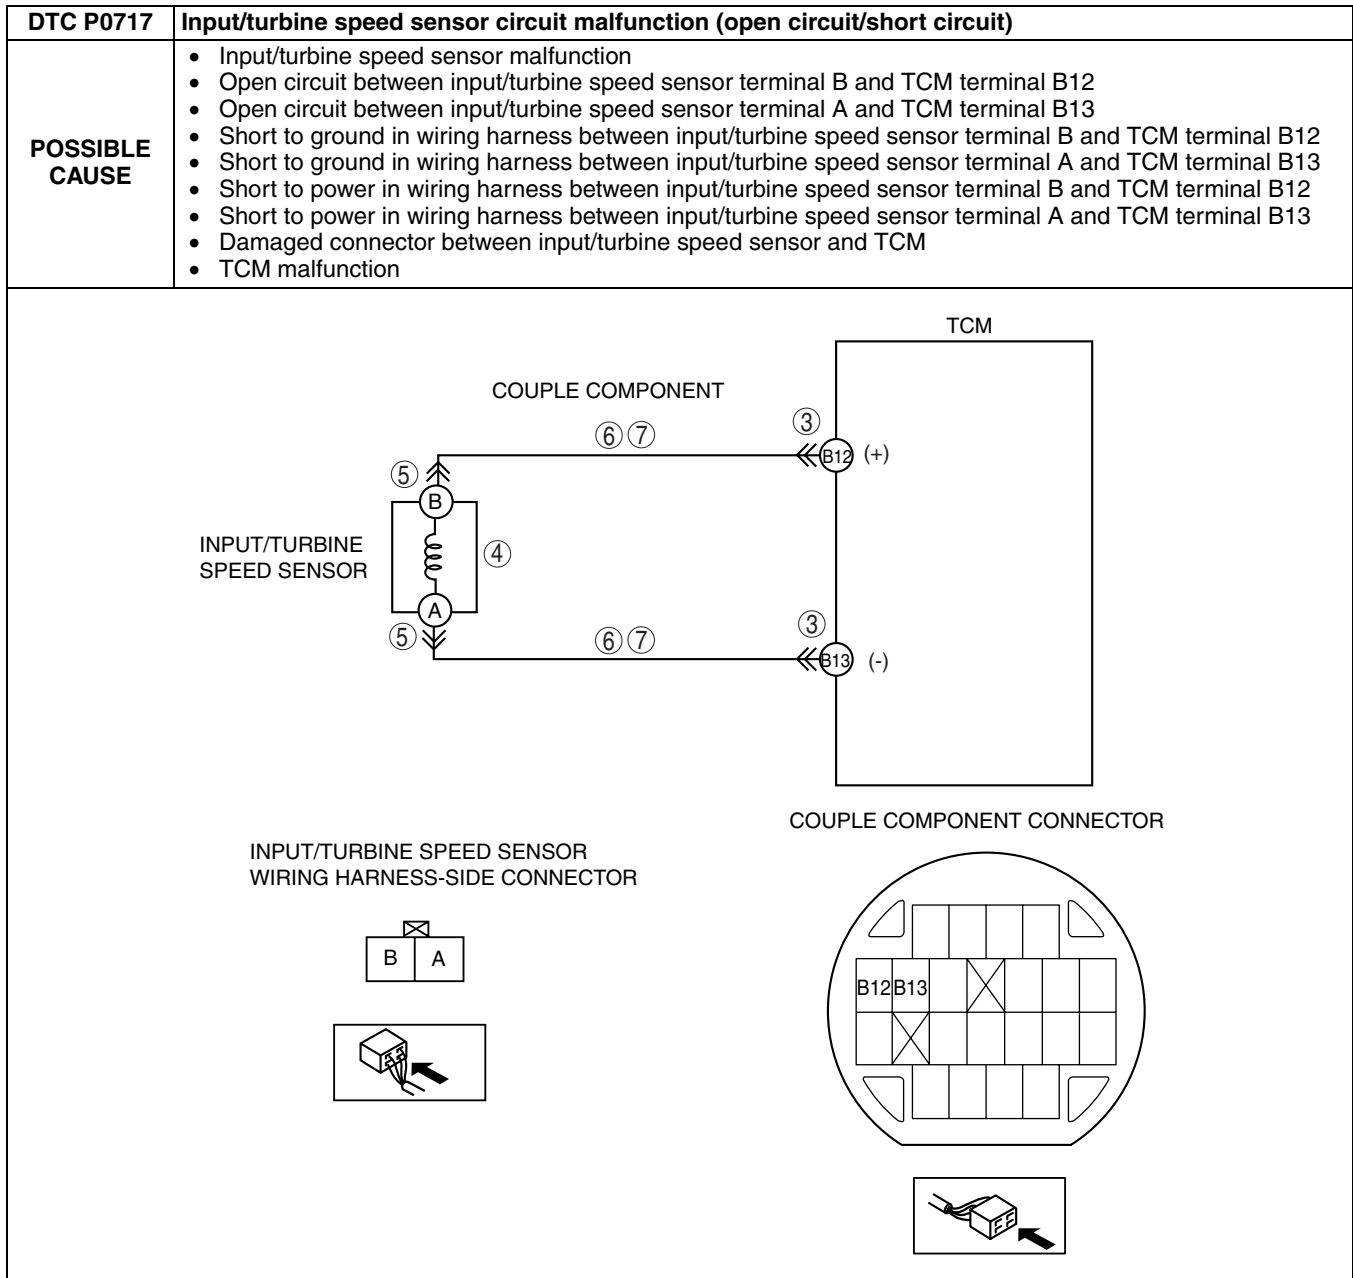 DTC P0717 Input/turbine speed sensor circuit malfunction (open circuit/short circuit)
POSSIBLE CAUSE
• Input/turbine speed sensor malfunction
• Open circuit between input/turbine speed sensor terminal B and TCM terminal B12
• Open circuit between input/turbine speed sensor terminal A and TCM terminal B13
• Short to ground in wiring harness between input/turbine speed sensor terminal B and TCM terminal B12
• Short to ground in wiring harness between input/turbine speed sensor terminal A and TCM terminal B13
• Short to power in wiring harness between input/turbine speed sensor terminal B and TCM terminal B12
• Short to power in wiring harness between input/turbine speed sensor terminal A and TCM terminal B13
• Damaged connector between input/turbine speed sensor and TCM
• TCM malfunction
TCM
COUPLE COMPONENT
③
⑥⑦
B12 (+)
⑤
B
INPUT/TURBINE
SPEED SENSOR
④
A
⑤
⑥⑦
③
B13 (-)
COUPLE COMPONENT CONNECTOR
INPUT/TURBINE SPEED SENSOR
WIRING HARNESS-SIDE CONNECTOR
B A
B12 B13